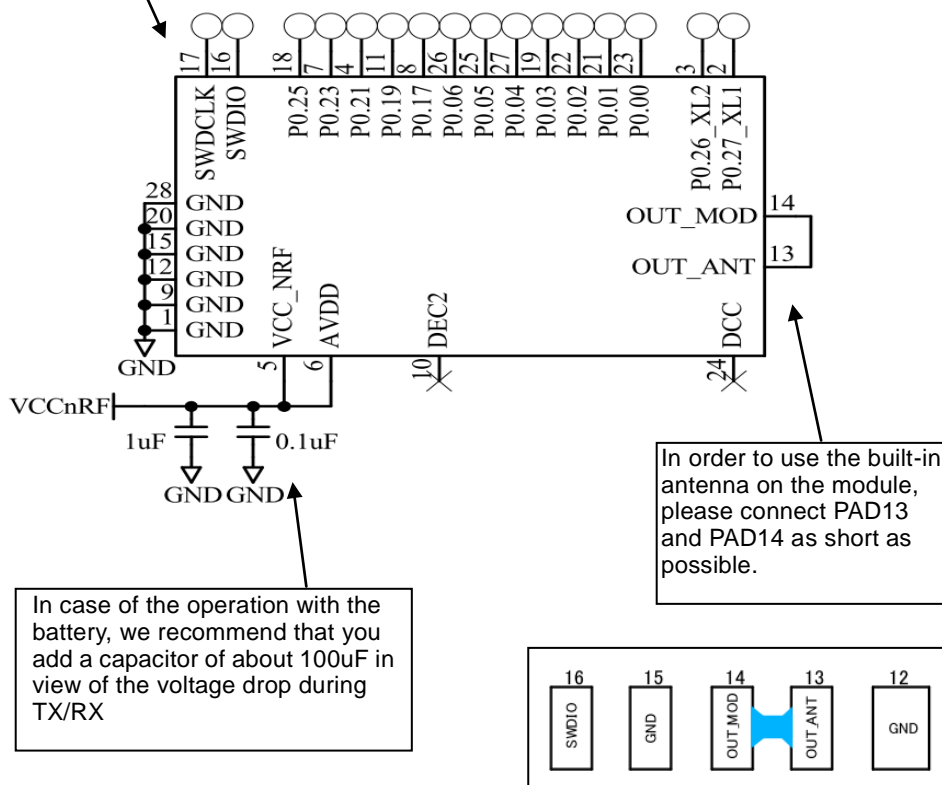 17 16 18 7 4 11 8 26 25 27 19 22 21 23 3 2
SWDCLK
SWDIO
P0.25
P0.23
P0.21
P0.19
P0.17
P0.06
P0.05
P0.04
P0.03
P0.02
P0.01
P0.00
P0.26_XL2
P0.27_XL1
28 GND
20 GND
15 GND
12 GND
9 GND
1 GND
GND
OUT_MOD 14
OUT_ANT 13
VCC_NRF
AVDD
DEC2
DCC
5 6 10 24
VCCnRF
1uF 0.1uF
GND GND
In order to use the built-in
antenna on the module,
please connect PAD13
and PAD14 as short as
possible.
In case of the operation with the
battery, we recommend that you
add a capacitor of about 100uF in
view of the voltage drop during
TX/RX
16 15 14 13 12
SWDIO
GND
OUT_MOD
OUT_ANT
GND